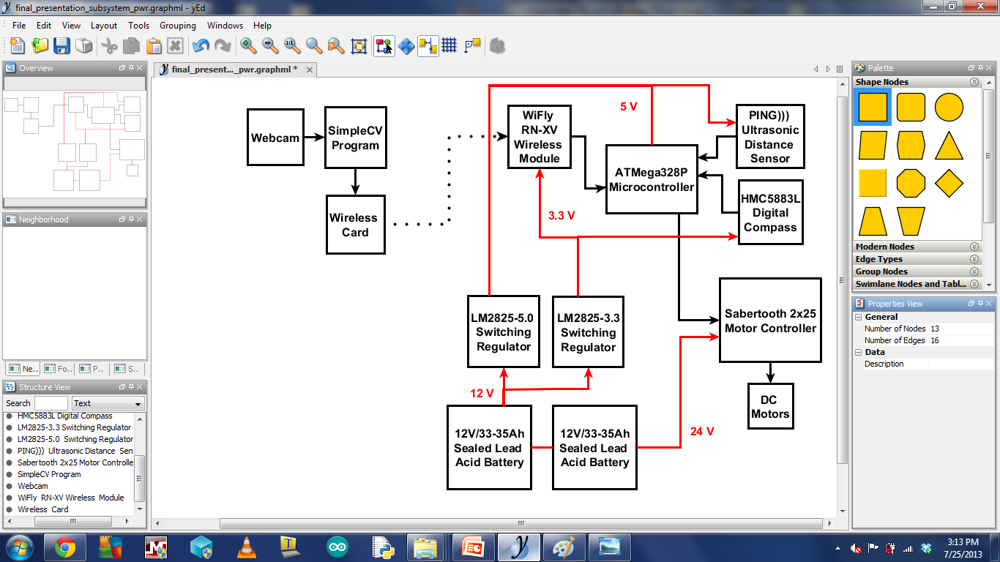 final_presentation_subsystem_pwr.graphml - yEd
File Edit View Layout Tools Grouping Windows Help
1:1
Overview
final_present..._pwr.graphml *
Palette
Shape Nodes
Modern Nodes
Edge Types
Group Nodes
Swimlane Nodes and Tabl...
Neighborhood
Ne...
Fo...
P...
S...
Structure View
Search
Text
HMC5883L Digital Compass
LM2825-3.3 Switching Regulator
LM2825-5.0 Switching Regulator
PING))) Ultrasonic Distance Sen
Sabertooth 2x25 Motor Controlle
SimpleCV Program
Webcam
WiFly RN-XV Wireless Module
Wireless Card
Webcam
SimpleCV
Program
Wireless
Card
WiFly
RN-XV
Wireless
Module
5 V
ATMega328P
Microcontroller
PING)))
Ultrasonic
Distance
Sensor
HMC5883L
Digital
Compass
3.3 V
LM2825-5.0
Switching
Regulator
LM2825-3.3
Switching
Regulator
Sabertooth 2x25
Motor Controller
12 V
DC
Motors
12V/33-35Ah
Sealed Lead
Acid Battery
12V/33-35Ah
Sealed Lead
Acid Battery
24 V
Properties View
General
Number of Nodes 13
Number of Edges 16
Data
Description
3:13 PM
7/25/2013